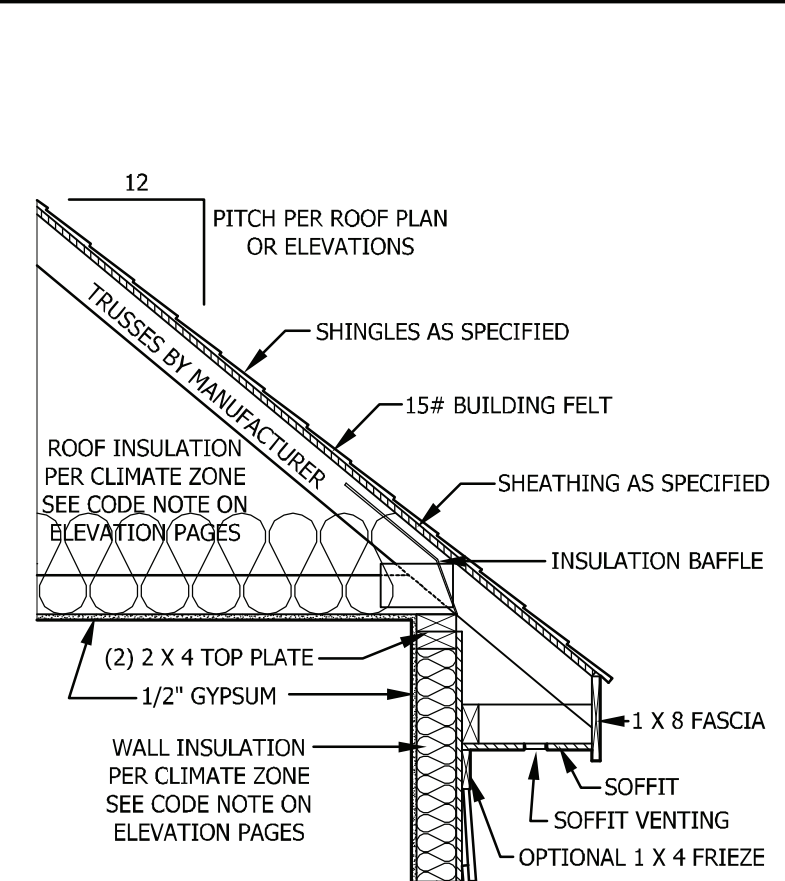 12
PITCH PER ROOF PLAN
OR ELEVATIONS
TRUSSES BY MANUFACTURER
SHINGLES AS SPECIFIED
15# BUILDING FELT
ROOF INSULATION
PER CLIMATE ZONE
SEE CODE NOTE ON
ELEVATION PAGES
SHEATHING AS SPECIFIED
INSULATION BAFFLE
(2) 2 X 4 TOP PLATE
1/2" GYPSUM
1 X 8 FASCIA
WALL INSULATION
PER CLIMATE ZONE
SEE CODE NOTE ON
ELEVATION PAGES
SOFFIT
SOFFIT VENTING
OPTIONAL 1 X 4 FRIEZE